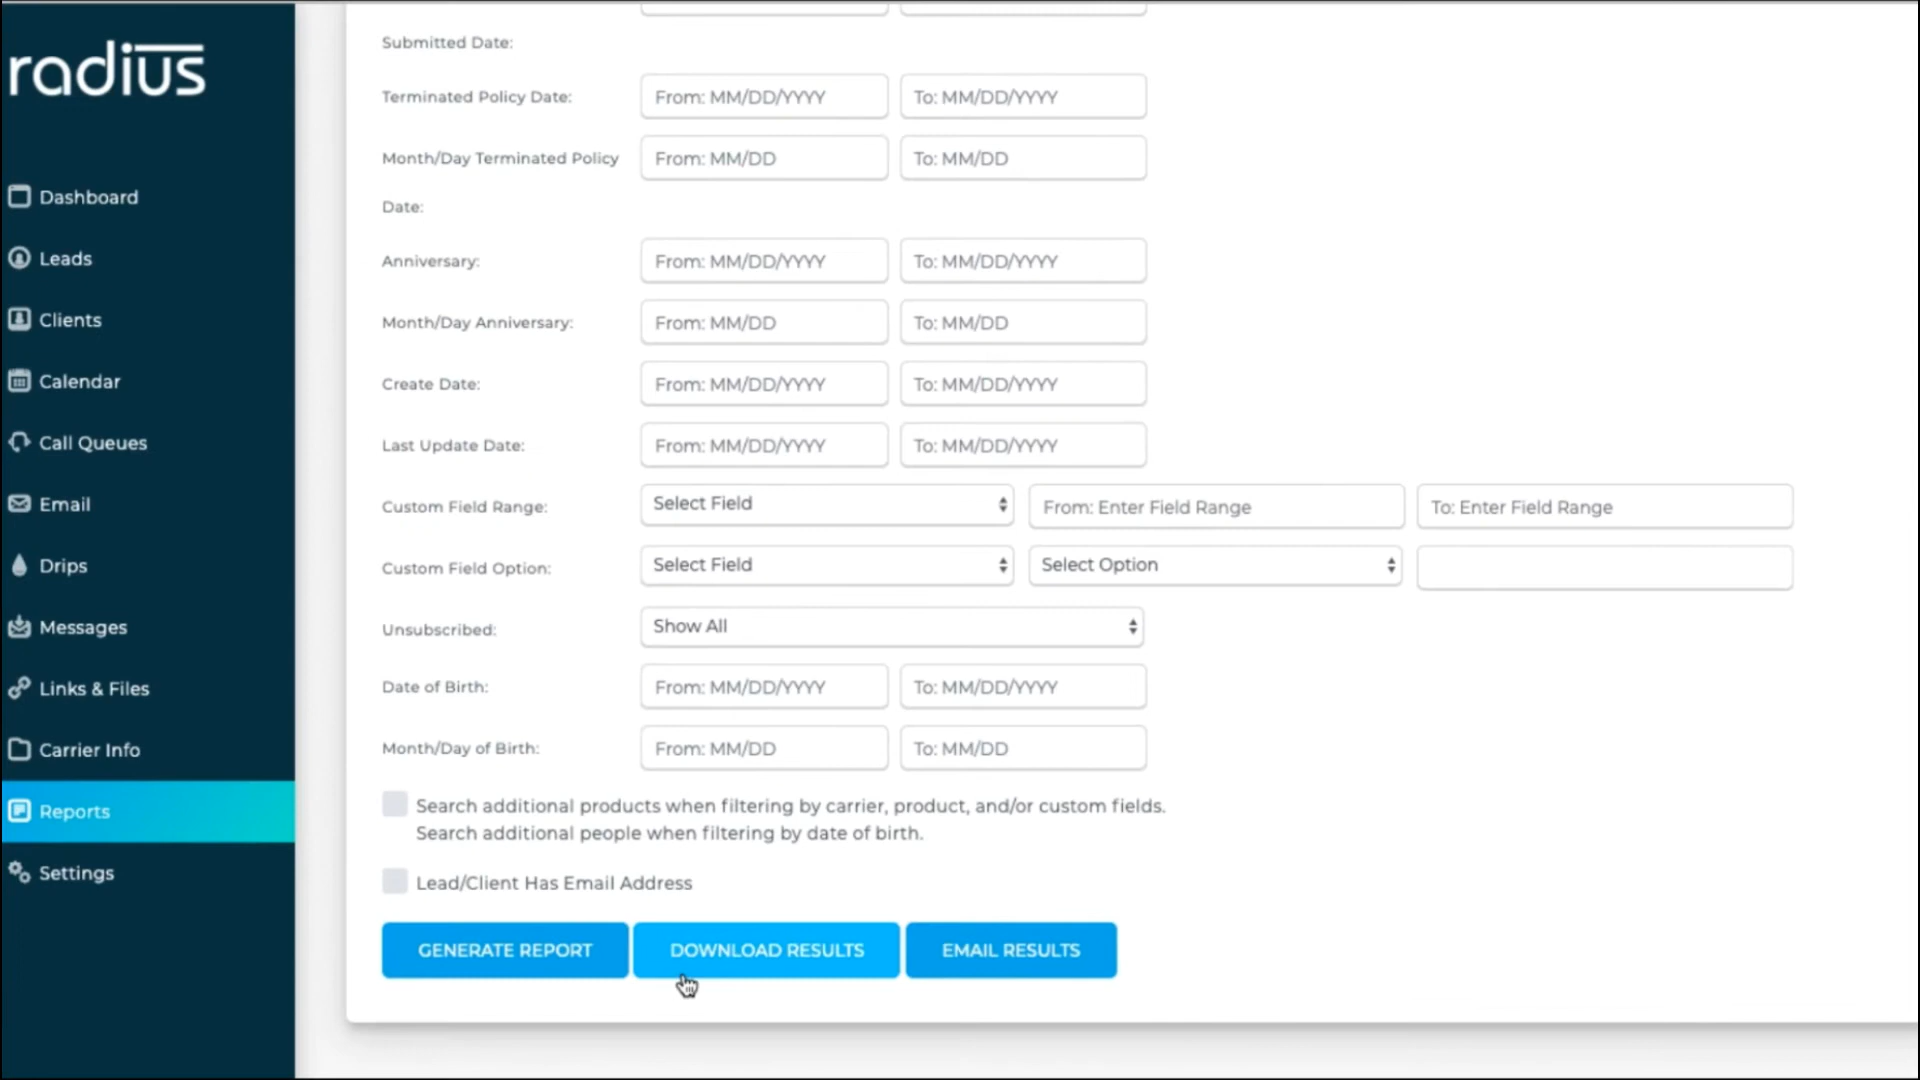 radius
Dashboard
Leads
Clients
Calendar
Call Queues
Email
Drips
Messages
Links & Files
Carrier Info
Reports
Settings
Submitted Date:
Terminated Policy Date: From: MM/DD/YYYY To: MM/DD/YYYY
Month/Day Terminated Policy From: MM/DD To: MM/DD
Date:
Anniversary: From: MM/DD/YYYY To: MM/DD/YYYY
Month/Day Anniversary: From: MM/DD To: MM/DD
Create Date: From: MM/DD/YYYY To: MM/DD/YYYY
Last Update Date: From: MM/DD/YYYY To: MM/DD/YYYY
Custom Field Range: Select Field From: Enter Field Range To: Enter Field Range
Custom Field Option: Select Field Select Option
Unsubscribed: Show All
Date of Birth: From: MM/DD/YYYY To: MM/DD/YYYY
Month/Day of Birth: From: MM/DD To: MM/DD
Search additional products when filtering by carrier, product, and/or custom fields.
Search additional people when filtering by date of birth.
Lead/Client Has Email Address
GENERATE REPORT DOWNLOAD RESULTS EMAIL RESULTS